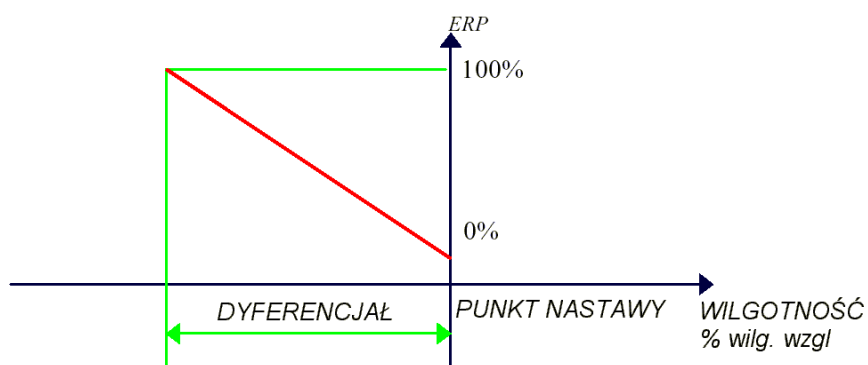 ERP
100%
0%
DYFERENCJAŁ
PUNKT NASTAWY
WILGOTNOŚĆ
% wilg. wzgl